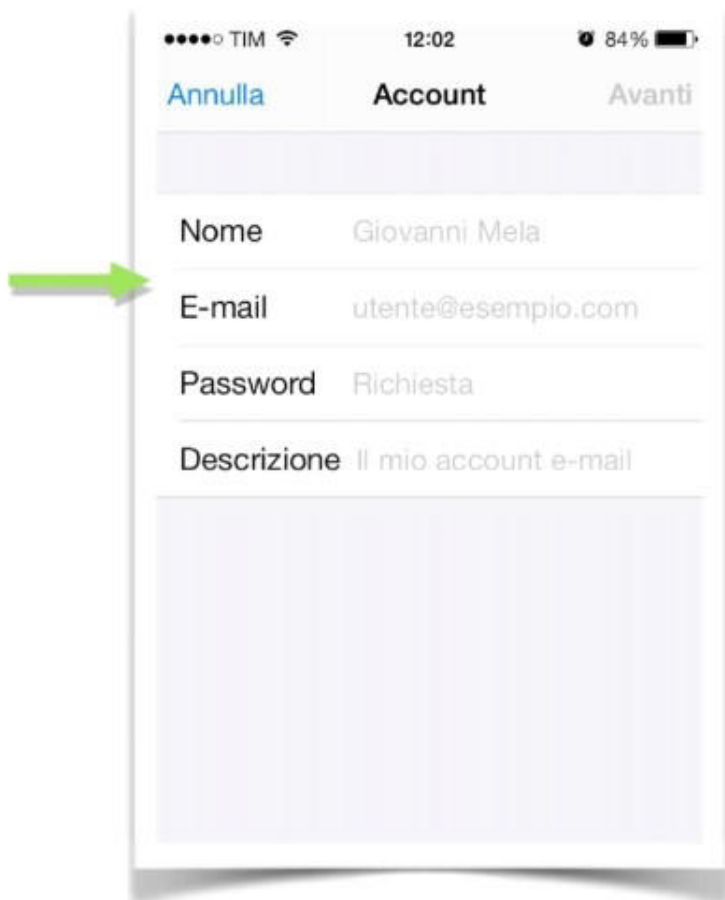 TIM 12:02 84%
Annulla Account Avanti
Nome Giovanni Mela
E-mail utente@esempio.com
Password Richiesta
Descrizione Il mio account e-mail